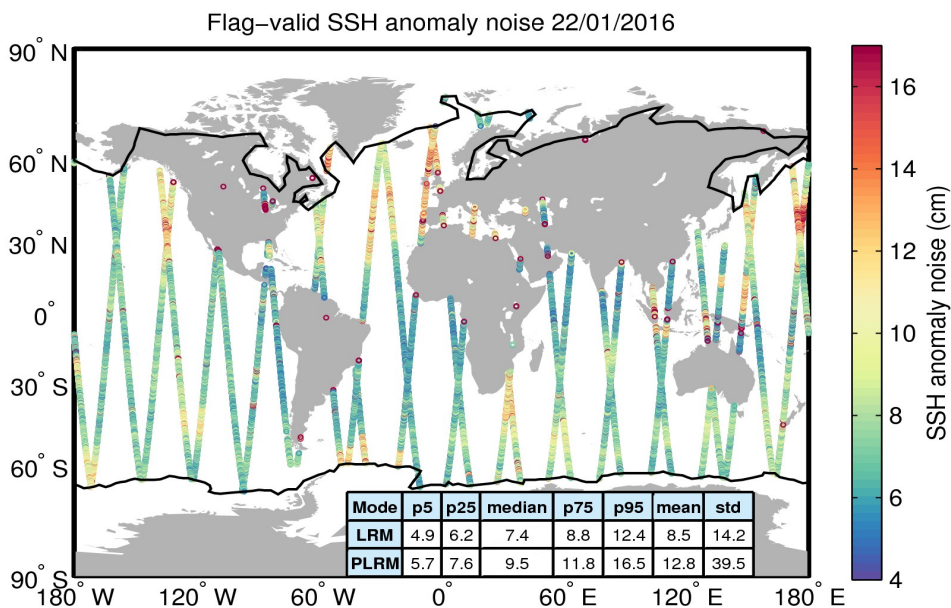 Flag−valid SSH anomaly noise 22/01/2016
90° N
60° N
30° N
0°
30° S
60° S
90° S
180° W
120° W
60° W
0°
60° E
120° E
180° E
Mode p5 p25 median p75 p95 mean std
LRM 4.9 6.2 7.4 8.8 12.4 8.5 14.2
PLRM 5.7 7.6 9.5 11.8 16.5 12.8 39.5
16
14
12
10
8
6
4
SSH anomaly noise (cm)